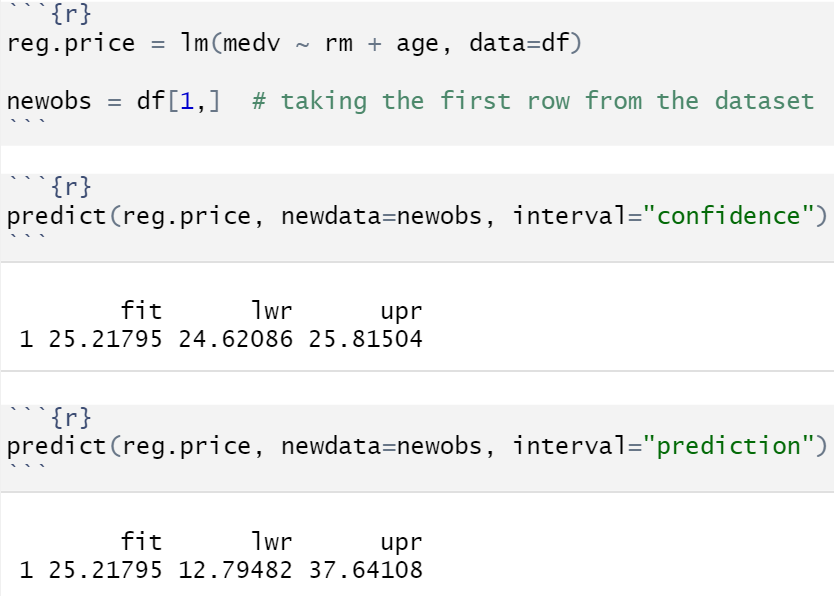 ```{r}
reg.price = lm(medv ~ rm + age, data=df)
newobs = df[1,]  # taking the first row from the dataset
```
```{r}
predict(reg.price, newdata=newobs, interval="confidence")
```
fit lwr upr
1 25.21795 24.62086 25.81504
```{r}
predict(reg.price, newdata=newobs, interval="prediction")
```
fit lwr upr
1 25.21795 12.79482 37.64108